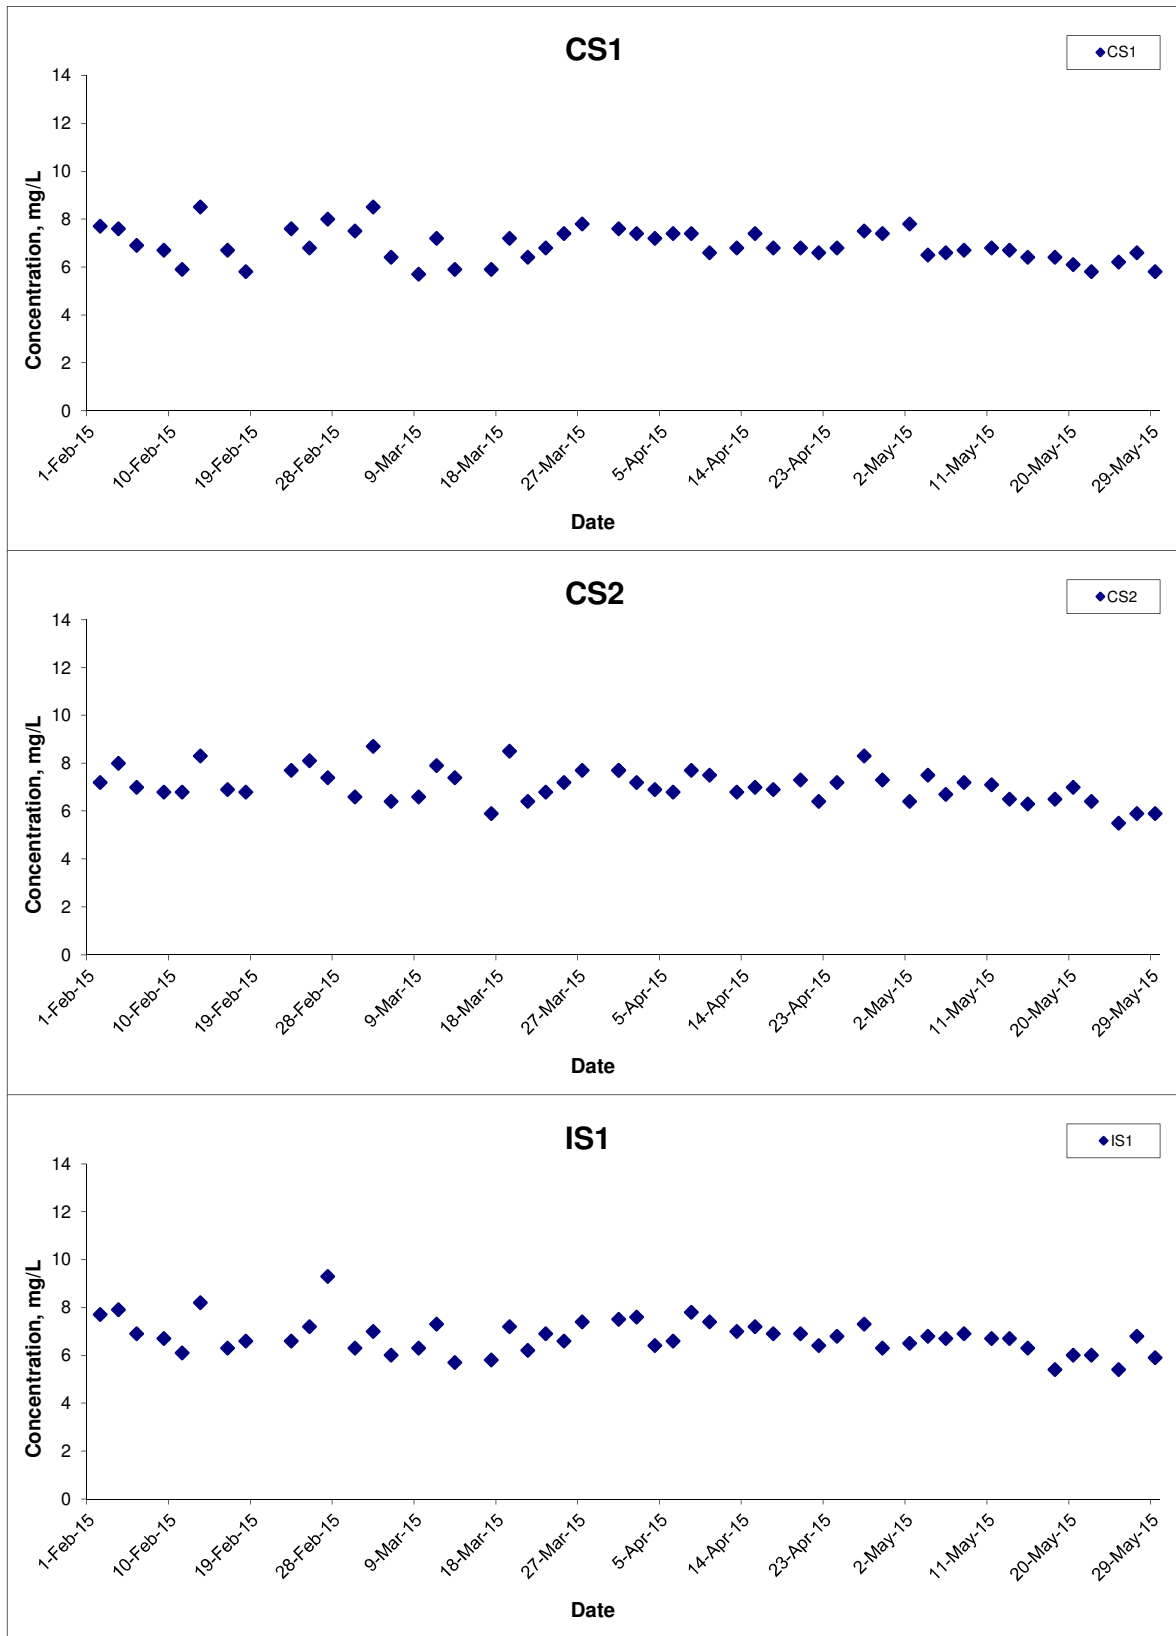 CS1
CS1
14
12
10
8
6
4
2
0
Concentration, mg/L
1-Feb-15
10-Feb-15
19-Feb-15
28-Feb-15
9-Mar-15
18-Mar-15
27-Mar-15
5-Apr-15
14-Apr-15
23-Apr-15
2-May-15
11-May-15
20-May-15
29-May-15
Date
CS2
CS2
14
12
10
8
6
4
2
0
Concentration, mg/L
1-Feb-15
10-Feb-15
19-Feb-15
28-Feb-15
9-Mar-15
18-Mar-15
27-Mar-15
5-Apr-15
14-Apr-15
23-Apr-15
2-May-15
11-May-15
20-May-15
29-May-15
Date
IS1
IS1
14
12
10
8
6
4
2
0
Concentration, mg/L
1-Feb-15
10-Feb-15
19-Feb-15
28-Feb-15
9-Mar-15
18-Mar-15
27-Mar-15
5-Apr-15
14-Apr-15
23-Apr-15
2-May-15
11-May-15
20-May-15
29-May-15
Date